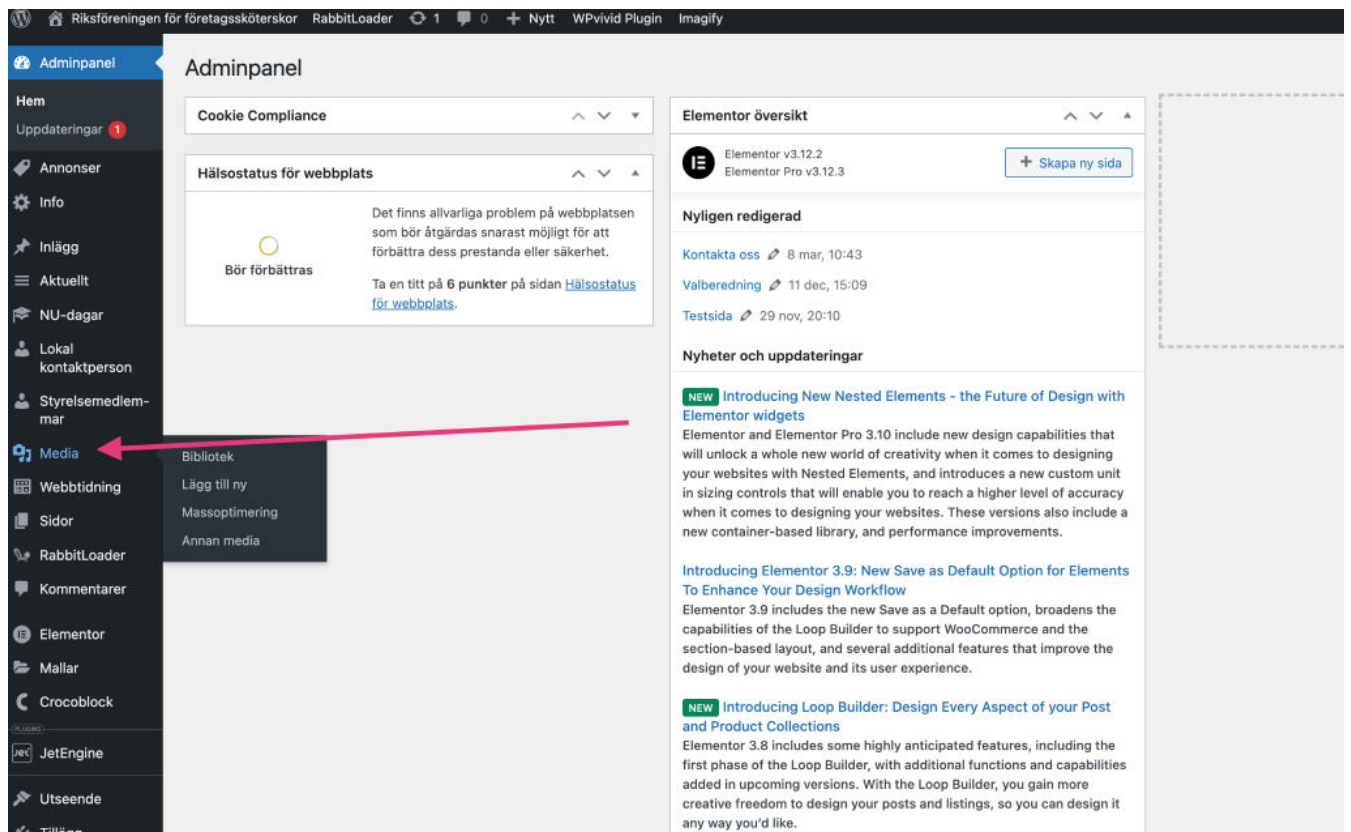 Riksföreningen för företagssköterskor RabbitLoader 1 0 + Nytt WPvivid Plugin Imagify
Adminpanel
Hem
Uppdateringar 1
Annonser
Info
Inlägg
Aktuellt
NU-dagar
Lokal
kontaktperson
Styrelsemedlem-
mar
Media
Webbtidning
Sidor
RabbitLoader
Kommentarer
Elementor
Mallar
Crocoblock
PLUGINS
Jet JetEngine
Utseende
Tillägg
Bibliotek
Lägg till ny
Massoptimering
Annan media
Adminpanel
Cookie Compliance
Hälsostatus för webbplats
Bör förbättras
Det finns allvarliga problem på webbplatsen
som bör åtgärdas snarast möjligt för att
förbättra dess prestanda eller säkerhet.
Ta en titt på 6 punkter på sidan Hälsostatus
för webbplats.
Elementor översikt
Elementor v3.12.2
Elementor Pro v3.12.3
+ Skapa ny sida
Nyligen redigerad
Kontakta oss 8 mar, 10:43
Valberedning 11 dec, 15:09
Testsida 29 nov, 20:10
Nyheter och uppdateringar
NEW Introducing New Nested Elements - the Future of Design with
Elementor widgets
Elementor and Elementor Pro 3.10 include new design capabilities that
will unlock a whole new world of creativity when it comes to designing
your websites with Nested Elements, and introduces a new custom unit
in sizing controls that will enable you to reach a higher level of accuracy
when it comes to designing your websites. These versions also include a
new container-based library, and performance improvements.
Introducing Elementor 3.9: New Save as Default Option for Elements
To Enhance Your Design Workflow
Elementor 3.9 includes the new Save as a Default option, broadens the
capabilities of the Loop Builder to support WooCommerce and the
section-based layout, and several additional features that improve the
design of your website and its user experience.
NEW Introducing Loop Builder: Design Every Aspect of your Post
and Product Collections
Elementor 3.8 includes some highly anticipated features, including the
first phase of the Loop Builder, with additional functions and capabilities
added in upcoming versions. With the Loop Builder, you gain more
creative freedom to design your posts and listings, so you can design it
any way you'd like.